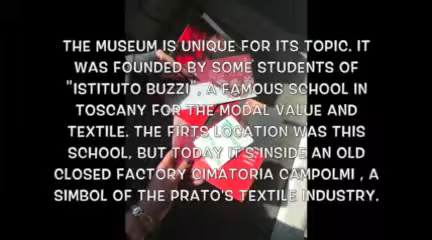 THE MUSEUM IS UNIQUE FOR ITS TOPIC. IT
WAS FOUNDED BY SOME STUDENTS OF
"ISTITUTO BUZZI", A FAMOUS SCHOOL IN
TOSCANY FOR THE MODAL VALUE AND
TEXTILE. THE FIRTS LOCATION WAS THIS
SCHOOL, BUT TODAY IT'S INSIDE AN OLD
CLOSED FACTORY CIMATORIA CAMPOLMI , A
SIMBOL OF THE PRATO'S TEXTILE INDUSTRY.